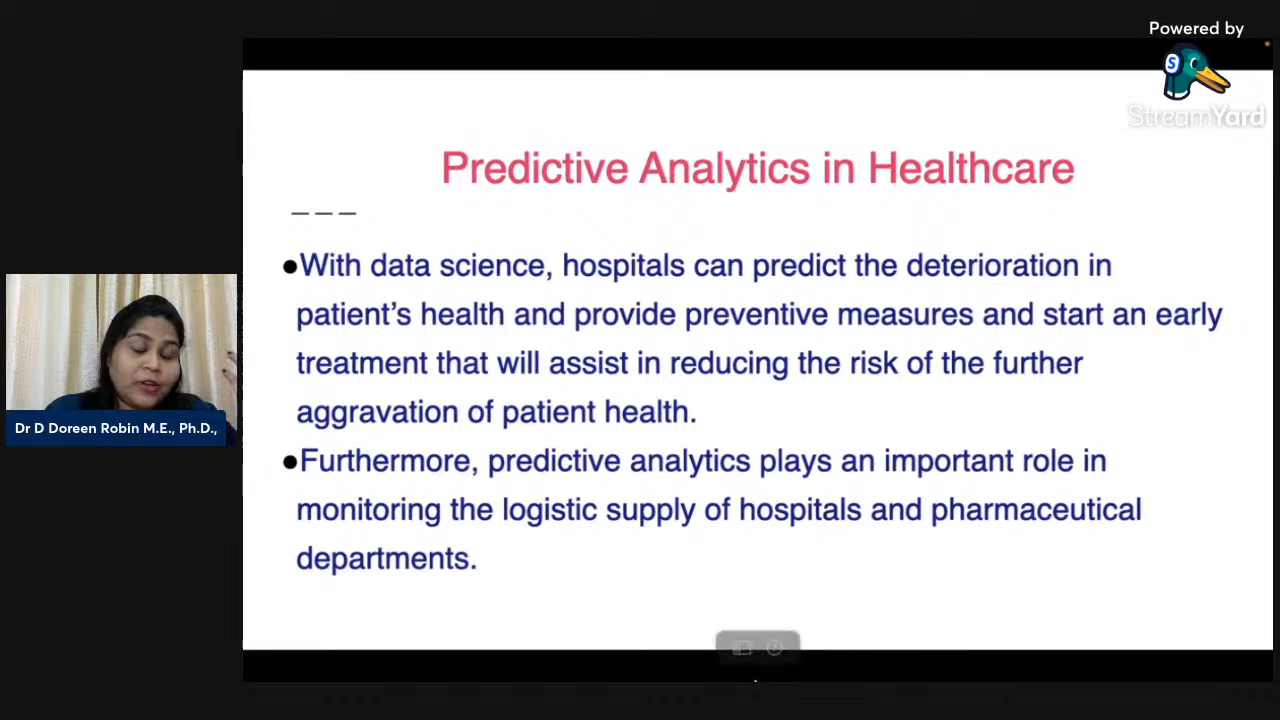 Powered by
StreamYard
Predictive Analytics in Healthcare
●With data science, hospitals can predict the deterioration in
patient’s health and provide preventive measures and start an early
treatment that will assist in reducing the risk of the further
aggravation of patient health.
●Furthermore, predictive analytics plays an important role in
monitoring the logistic supply of hospitals and pharmaceutical
departments.
Dr D Doreen Robin M.E., Ph.D.,